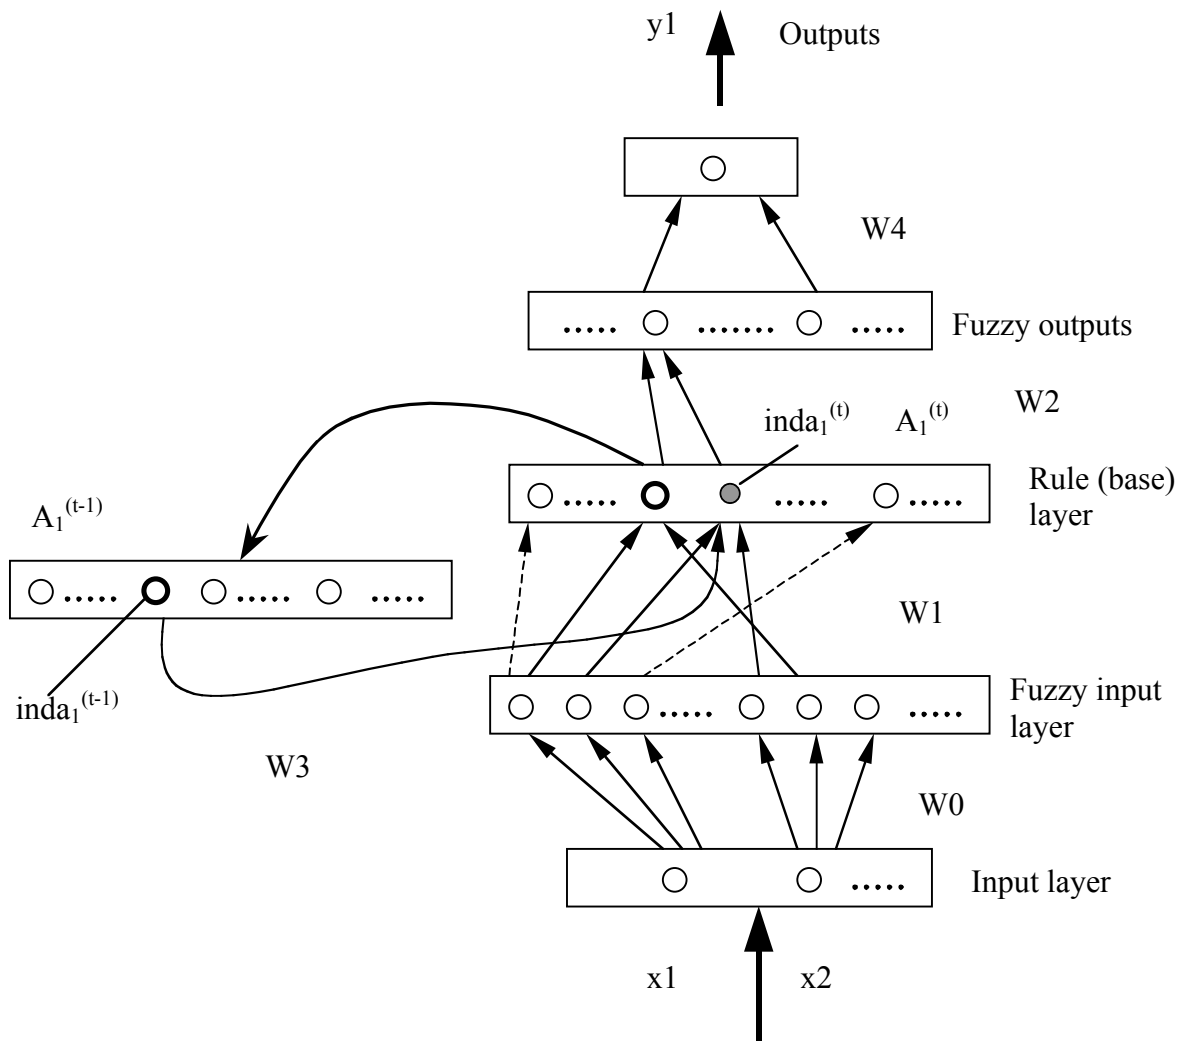 y1
Outputs
W4
Fuzzy outputs
W2
inda₁⁽ᵗ⁾
A₁⁽ᵗ⁾
Rule (base)
layer
A₁⁽ᵗ⁻¹⁾
W1
inda₁⁽ᵗ⁻¹⁾
Fuzzy input
layer
W3
W0
Input layer
x1
x2